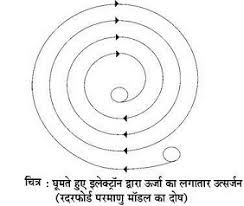 चित्र : घूमते हुए इलेक्ट्रॉन द्वारा ऊर्जा का लगातार उत्सर्जन
(रदरफोर्ड परमाणु मॉडल का दोष)